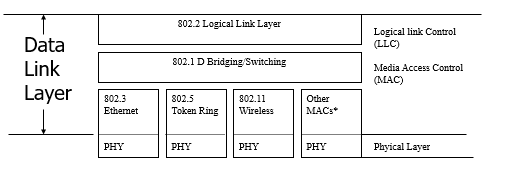 802.2 Logical Link Layer
Logical link Control
(LLC)
Data
Link
Layer
802.1 D Bridging/Switching
Media Access Control
(MAC)
802.3
Ethernet
802.5
Token Ring
802.11
Wireless
Other
MACs*
PHY
PHY
PHY
PHY
Phyical Layer